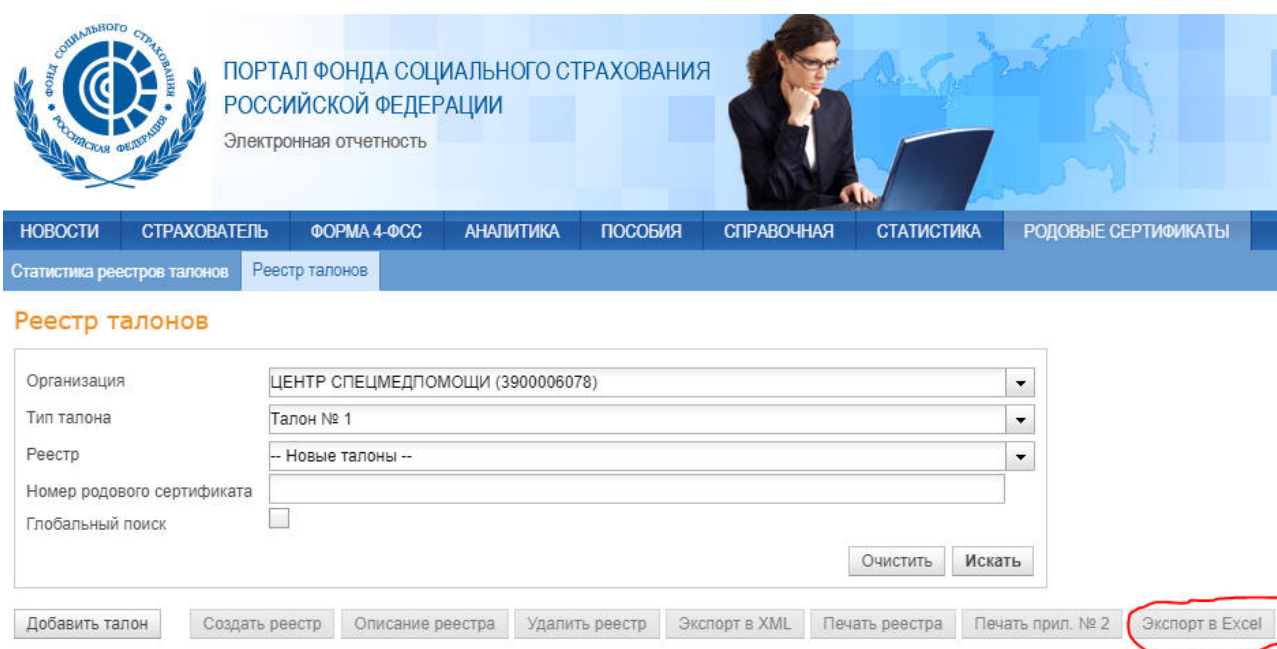 ФОНД СОЦИАЛЬНОГО СТРАХОВАНИЯ
РОССИЙСКАЯ ФЕДЕРАЦИЯ
ПОРТАЛ ФОНДА СОЦИАЛЬНОГО СТРАХОВАНИЯ
РОССИЙСКОЙ ФЕДЕРАЦИИ
Электронная отчетность
НОВОСТИ СТРАХОВАТЕЛЬ ФОРМА 4-ФСС АНАЛИТИКА ПОСОБИЯ СПРАВОЧНАЯ СТАТИСТИКА РОДОВЫЕ СЕРТИФИКАТЫ
Статистика реестров талонов Реестр талонов
Реестр талонов
Организация ЦЕНТР СПЕЦМЕДПОМОЩИ (3900006078)
Тип талона Талон № 1
Реестр -- Новые талоны --
Номер родового сертификата
Глобальный поиск
Очистить Искать
Добавить талон Создать реестр Описание реестра Удалить реестр Экспорт в XML Печать реестра Печать прил. № 2 Экспорт в Excel